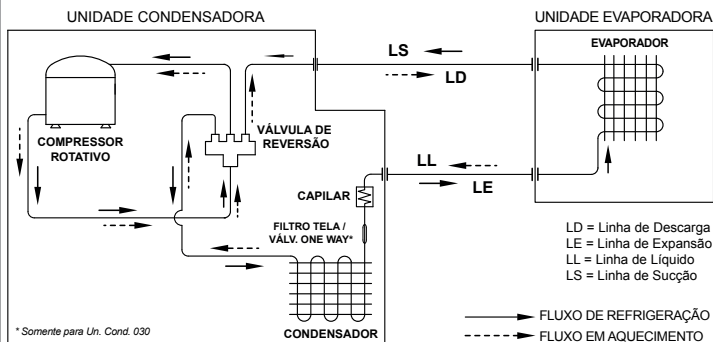 UNIDADE CONDENSADORA
UNIDADE EVAPORADORA
EVAPORADOR
LS
LD
COMPRESSOR
ROTATIVO
VÁLVULA DE
REVERSÃO
LL
LE
CAPILAR
FILTRO TELA /
VÁLV. ONE WAY*
LD = Linha de Descarga
LE = Linha de Expansão
LL = Linha de Líquido
LS = Linha de Sucção
* Somente para Un. Cond. 030
CONDENSADOR
FLUXO DE REFRIGERAÇÃO
FLUXO EM AQUECIMENTO